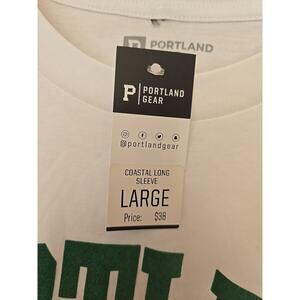 PORTLAND
P PORTLAND
GEAR
@portlandgear
COASTAL LONG
SLEEVE
LARGE
Price: $38